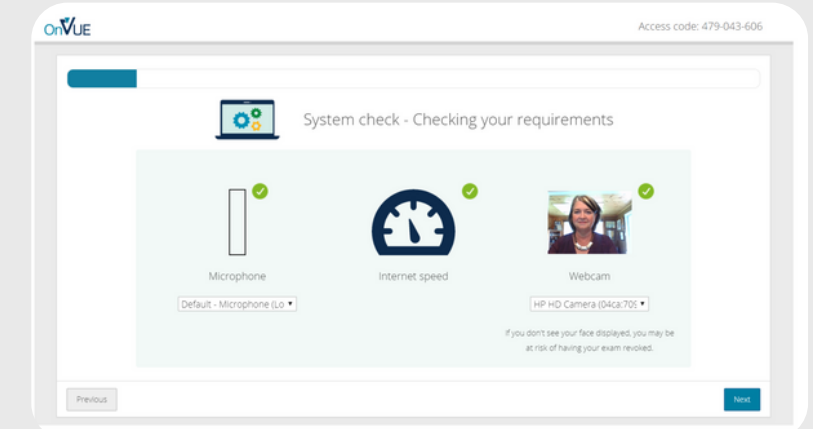 OnVUE
Access code: 479-043-606
System check - Checking your requirements
Microphone
Internet speed
Webcam
Default - Microphone (Lo
HP HD Camera (04ca:709
If you don't see your face displayed, you may be
at risk of having your exam revoked.
Previous
Next